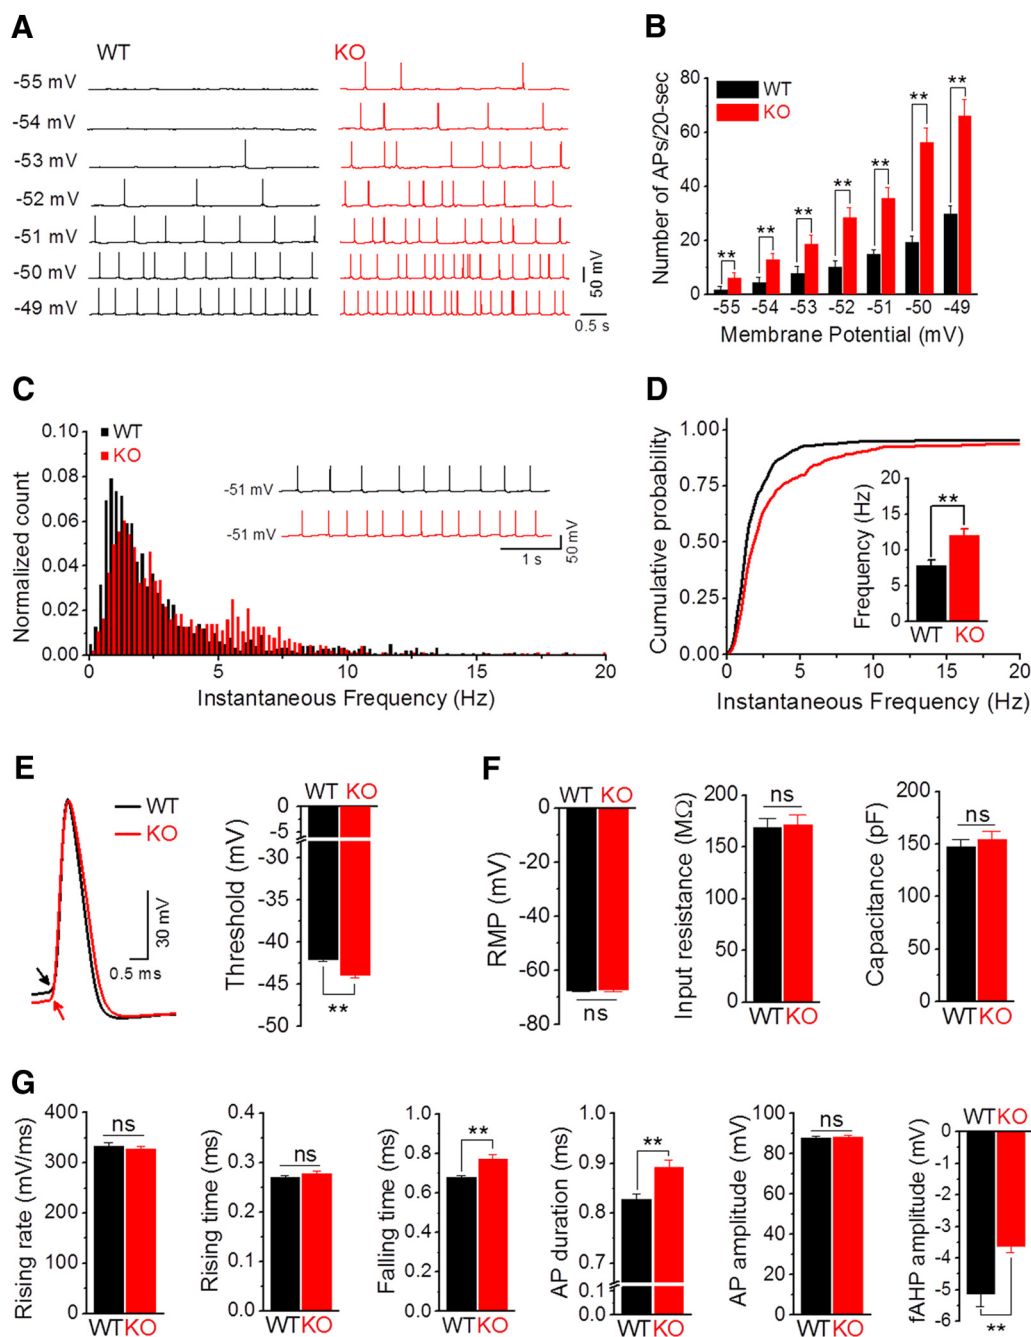 A
WT
KO
-55 mV
-54 mV
-53 mV
-52 mV
-51 mV
-50 mV
-49 mV
50 mV
0.5 s
B
WT
KO
Number of APs/20-sec
80
60
40
20
0
** ** ** ** ** ** **
-55 -54 -53 -52 -51 -50 -49
Membrane Potential (mV)
C
WT
KO
Normalized count
0.10
0.08
0.06
0.04
0.02
0.00
-51 mV
-51 mV
1 s
50 mV
0 5 10 15 20
Instantaneous Frequency (Hz)
D
Cumulative probability
1.00
0.75
0.50
0.25
0.00
Frequency (Hz)
20
15
10
5
0
**
WT KO
0 5 10 15 20
Instantaneous Frequency (Hz)
E
WT
KO
30 mV
0.5 ms
WT KO
Threshold (mV)
0
-5
-30
-35
-40
-45
-50
**
F
WT KO
RMP (mV)
0
-20
-40
-60
-80
ns
Input resistance (MΩ)
200
150
100
50
0
ns
WT KO
Capacitance (pF)
200
150
100
50
0
ns
WT KO
G
Rising rate (mV/ms)
400
300
200
100
0
ns
WT KO
Rising time (ms)
0.4
0.3
0.2
0.1
0.0
ns
WT KO
Falling time (ms)
1.0
0.8
0.6
0.4
0.2
0.0
**
WT KO
AP duration (ms)
1.0
0.9
0.8
0.7
0.1
0.0
**
WT KO
AP amplitude (mV)
100
80
60
40
20
0
ns
WT KO
WT KO
fAHP amplitude (mV)
0
-1
-2
-3
-4
-5
-6
**